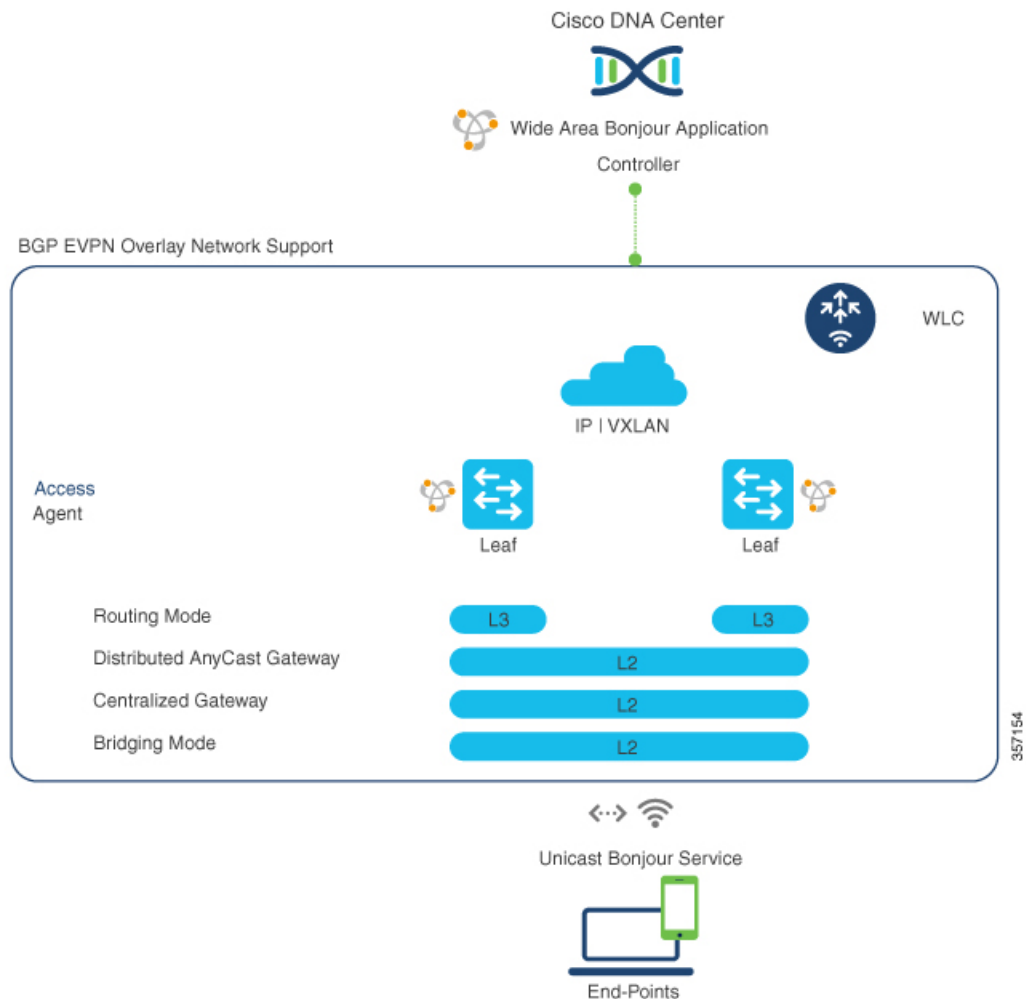 Cisco DNA Center
Wide Area Bonjour Application
Controller
BGP EVPN Overlay Network Support
WLC
IP | VXLAN
Access
Agent
Leaf
Leaf
Routing Mode
L3
L3
Distributed AnyCast Gateway
L2
Centralized Gateway
L2
Bridging Mode
L2
357154
Unicast Bonjour Service
End-Points